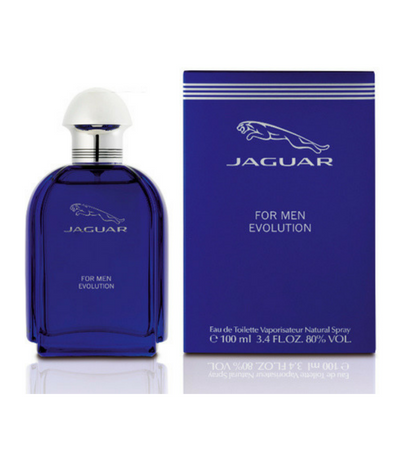 JAGUAR
FOR MEN
EVOLUTION
JAGUAR
FOR MEN
EVOLUTION
Eau de Toilette Vaporisateur Natural Spray
℮ 100 ml 3.4 FL.OZ. 80% VOL.